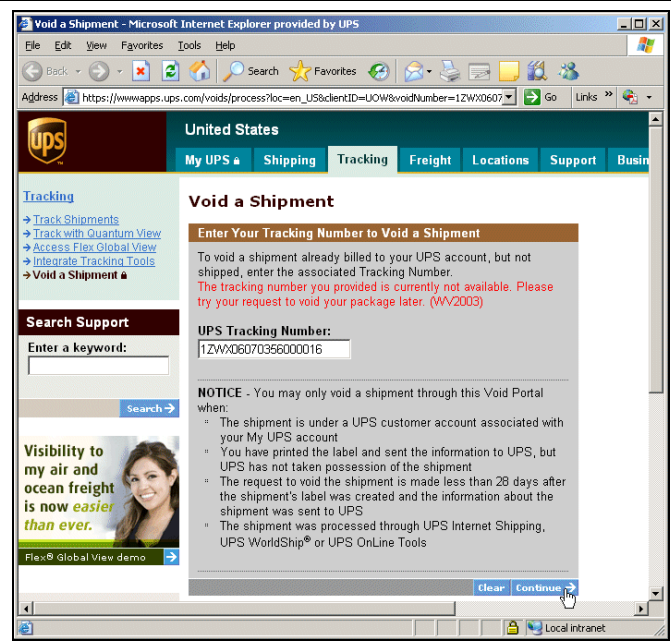 Void a Shipment - Microsoft Internet Explorer provided by UPS
File Edit View Favorites Tools Help
Back Search Favorites
Address https://wwwapps.ups.com/voids/process?loc=en_US&clientID=UOW&voidNumber=1ZWX0607 Go Links »
ups
United States
My UPS Shipping Tracking Freight Locations Support Busin
Tracking
Track Shipments
Track with Quantum View
Access Flex Global View
Integrate Tracking Tools
Void a Shipment
Search Support
Enter a keyword:
Search
Visibility to
my air and
ocean freight
is now easier
than ever.
Flex® Global View demo
Void a Shipment
Enter Your Tracking Number to Void a Shipment
To void a shipment already billed to your UPS account, but not
shipped, enter the associated Tracking Number.
The tracking number you provided is currently not available. Please
try your request to void your package later. (WV2003)
UPS Tracking Number:
1ZWX06070356000016
NOTICE - You may only void a shipment through this Void Portal
when:
The shipment is under a UPS customer account associated with
your My UPS account
You have printed the label and sent the information to UPS, but
UPS has not taken possession of the shipment
The request to void the shipment is made less than 28 days after
the shipment's label was created and the information about the
shipment was sent to UPS
The shipment was processed through UPS Internet Shipping,
UPS WorldShip® or UPS OnLine Tools
Clear Continue
Local intranet